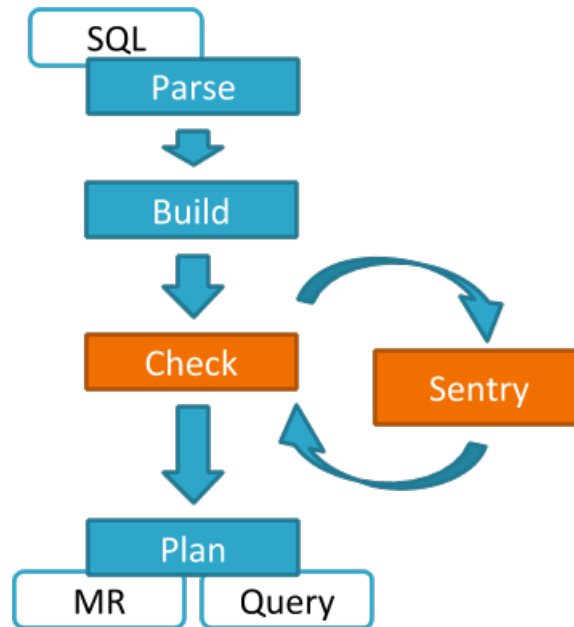 SQL
Parse
Build
Check
Sentry
Plan
MR
Query